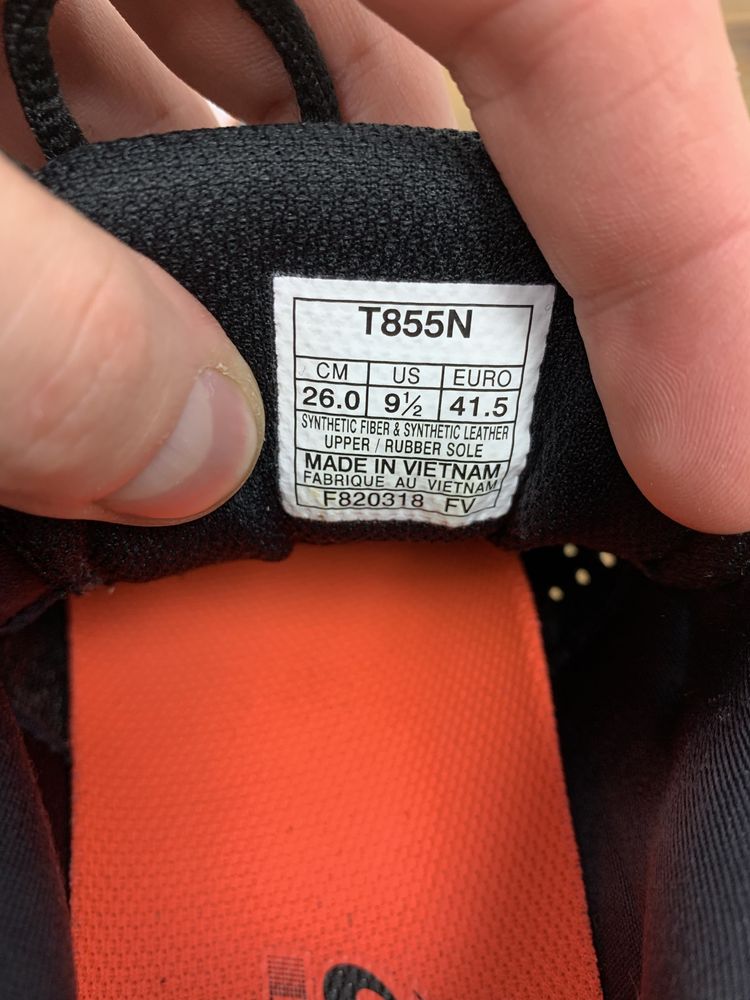 T855N
CM US EURO
26.0 9½ 41.5
SYNTHETIC FIBER & SYNTHETIC LEATHER
UPPER / RUBBER SOLE
MADE IN VIETNAM
FABRIQUE AU VIETNAM
F820318 FV